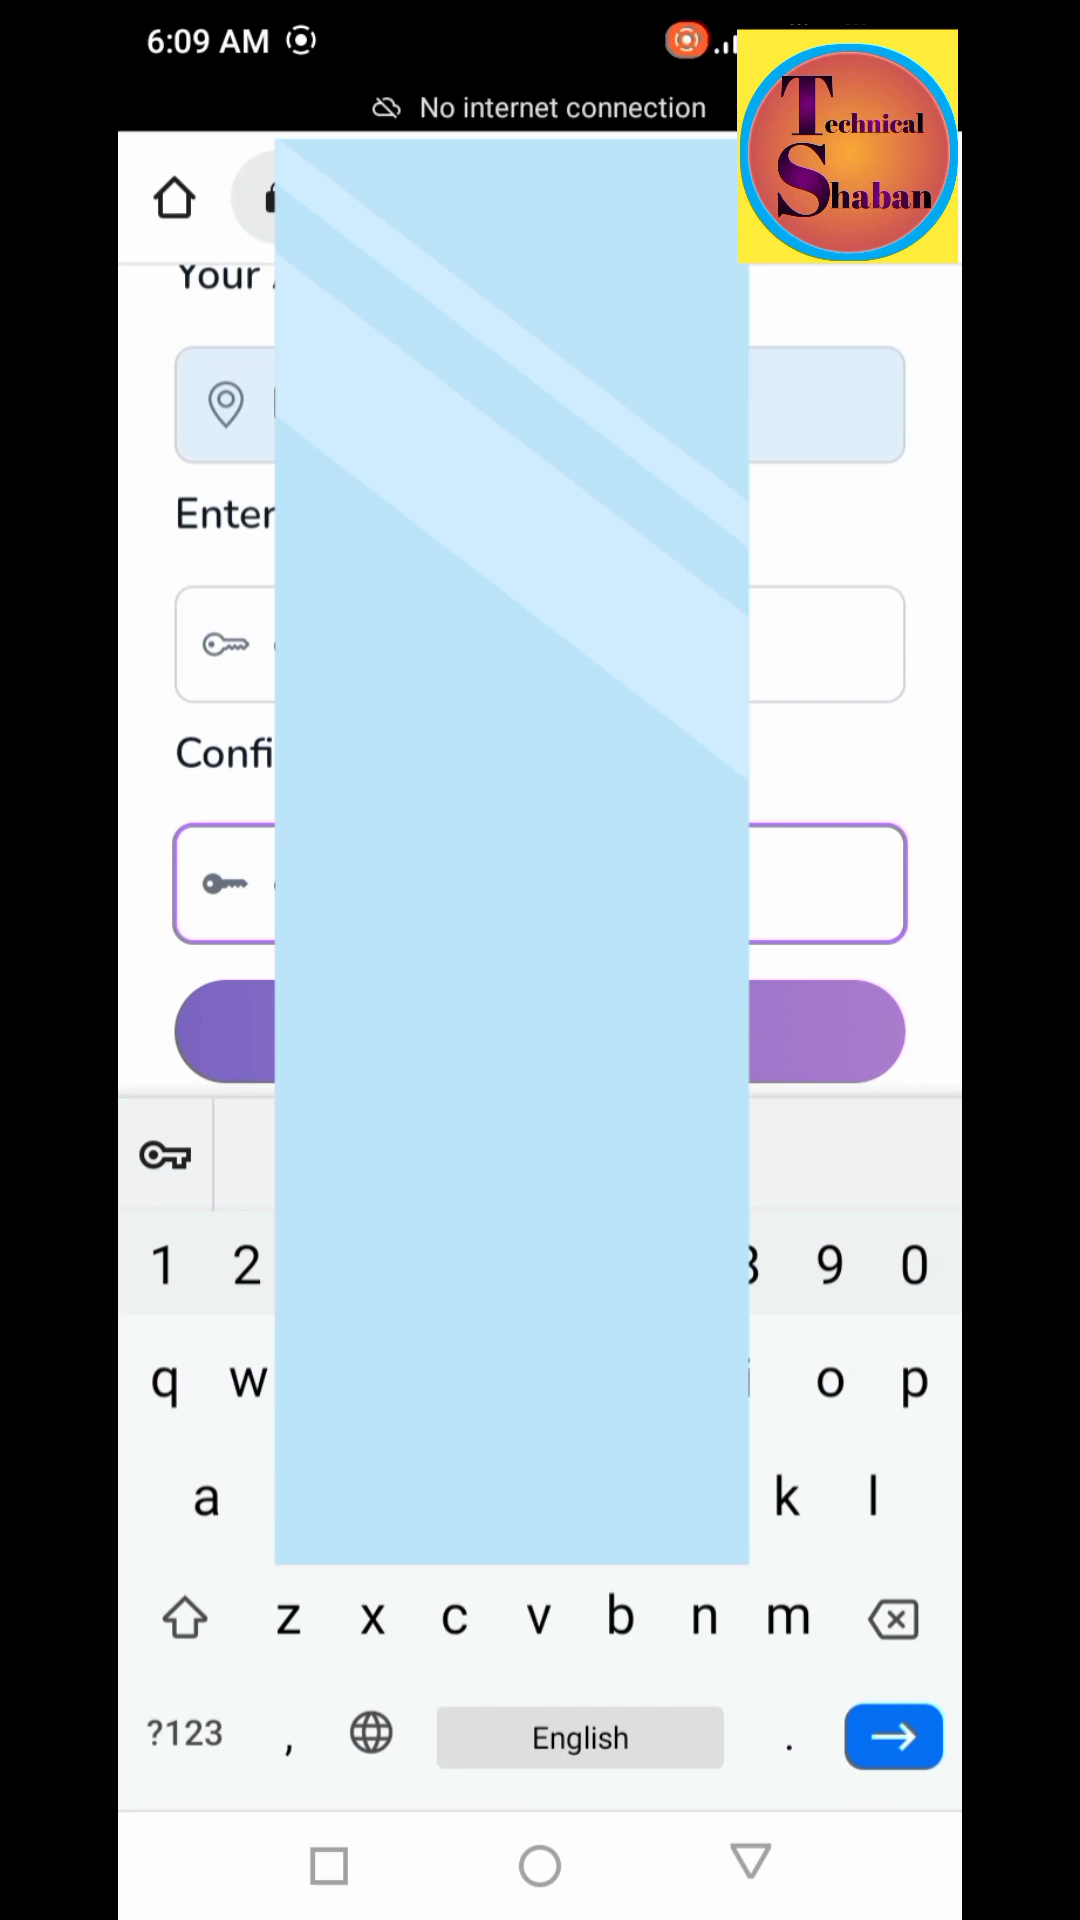 6:09 AM
No internet connection
Technical
Shaban
Your
Enter
Confi
1 2 9 0
q w o p
a k l
z x c v b n m
?123 , English .